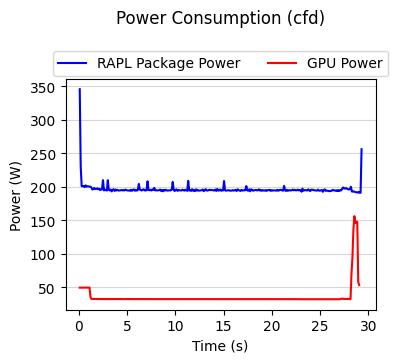 Power Consumption (cfd)
RAPL Package Power
GPU Power
350
300
250
200
150
100
50
Power (W)
0 5 10 15 20 25 30
Time (s)